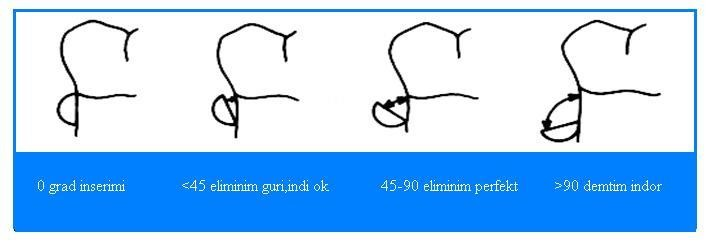 0 grad inserimi
<45 eliminim guri,indi ok
45-90 eliminim perfekt
>90 demtim indor